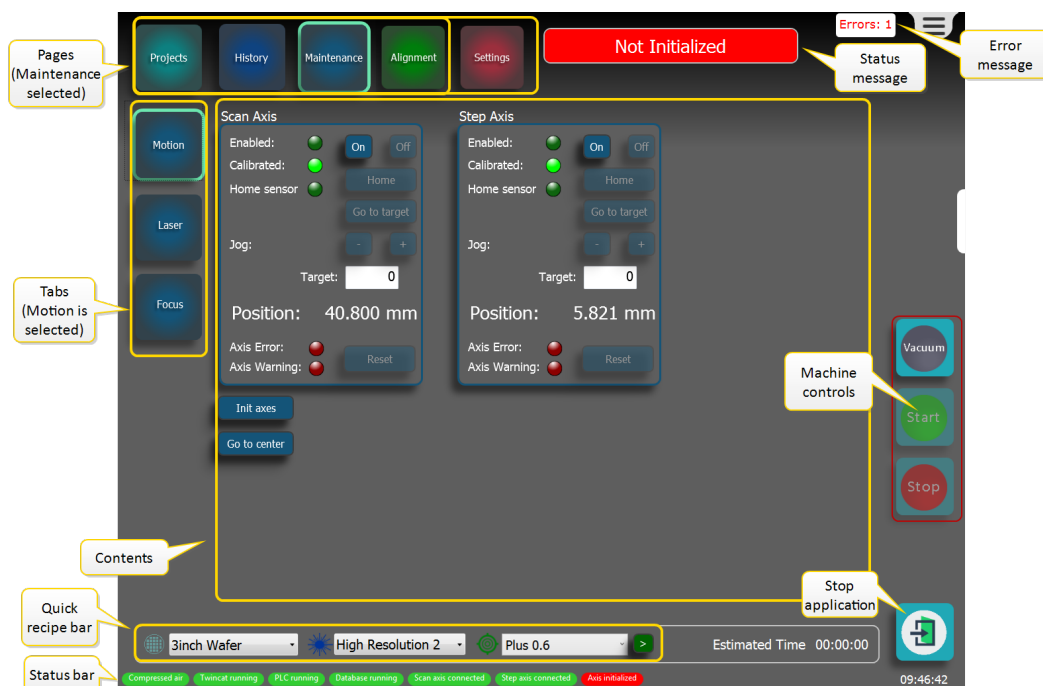 Errors: 1
Pages
(Maintenance
selected)
Projects
History
Maintenance
Alignment
Settings
Not Initialized
Status
message
Error
message
Motion
Laser
Focus
Tabs
(Motion is
selected)
Scan Axis
Enabled:
On
Off
Calibrated:
Home
Home sensor
Go to target
Jog:
-
+
Target:
0
Position: 40.800 mm
Axis Error:
Reset
Axis Warning:
Step Axis
Enabled:
On
Off
Calibrated:
Home
Home sensor
Go to target
Jog:
-
+
Target:
0
Position: 5.821 mm
Axis Error:
Reset
Axis Warning:
Init axes
Go to center
Machine
controls
Vacuum
Start
Stop
Contents
Stop
application
Quick
recipe bar
3inch Wafer
High Resolution 2
Plus 0.6
>
Estimated Time 00:00:00
Status bar
Compressed air
Twincat running
PLC running
Database running
Scan axis connected
Step axis connected
Axis initialized
09:46:42